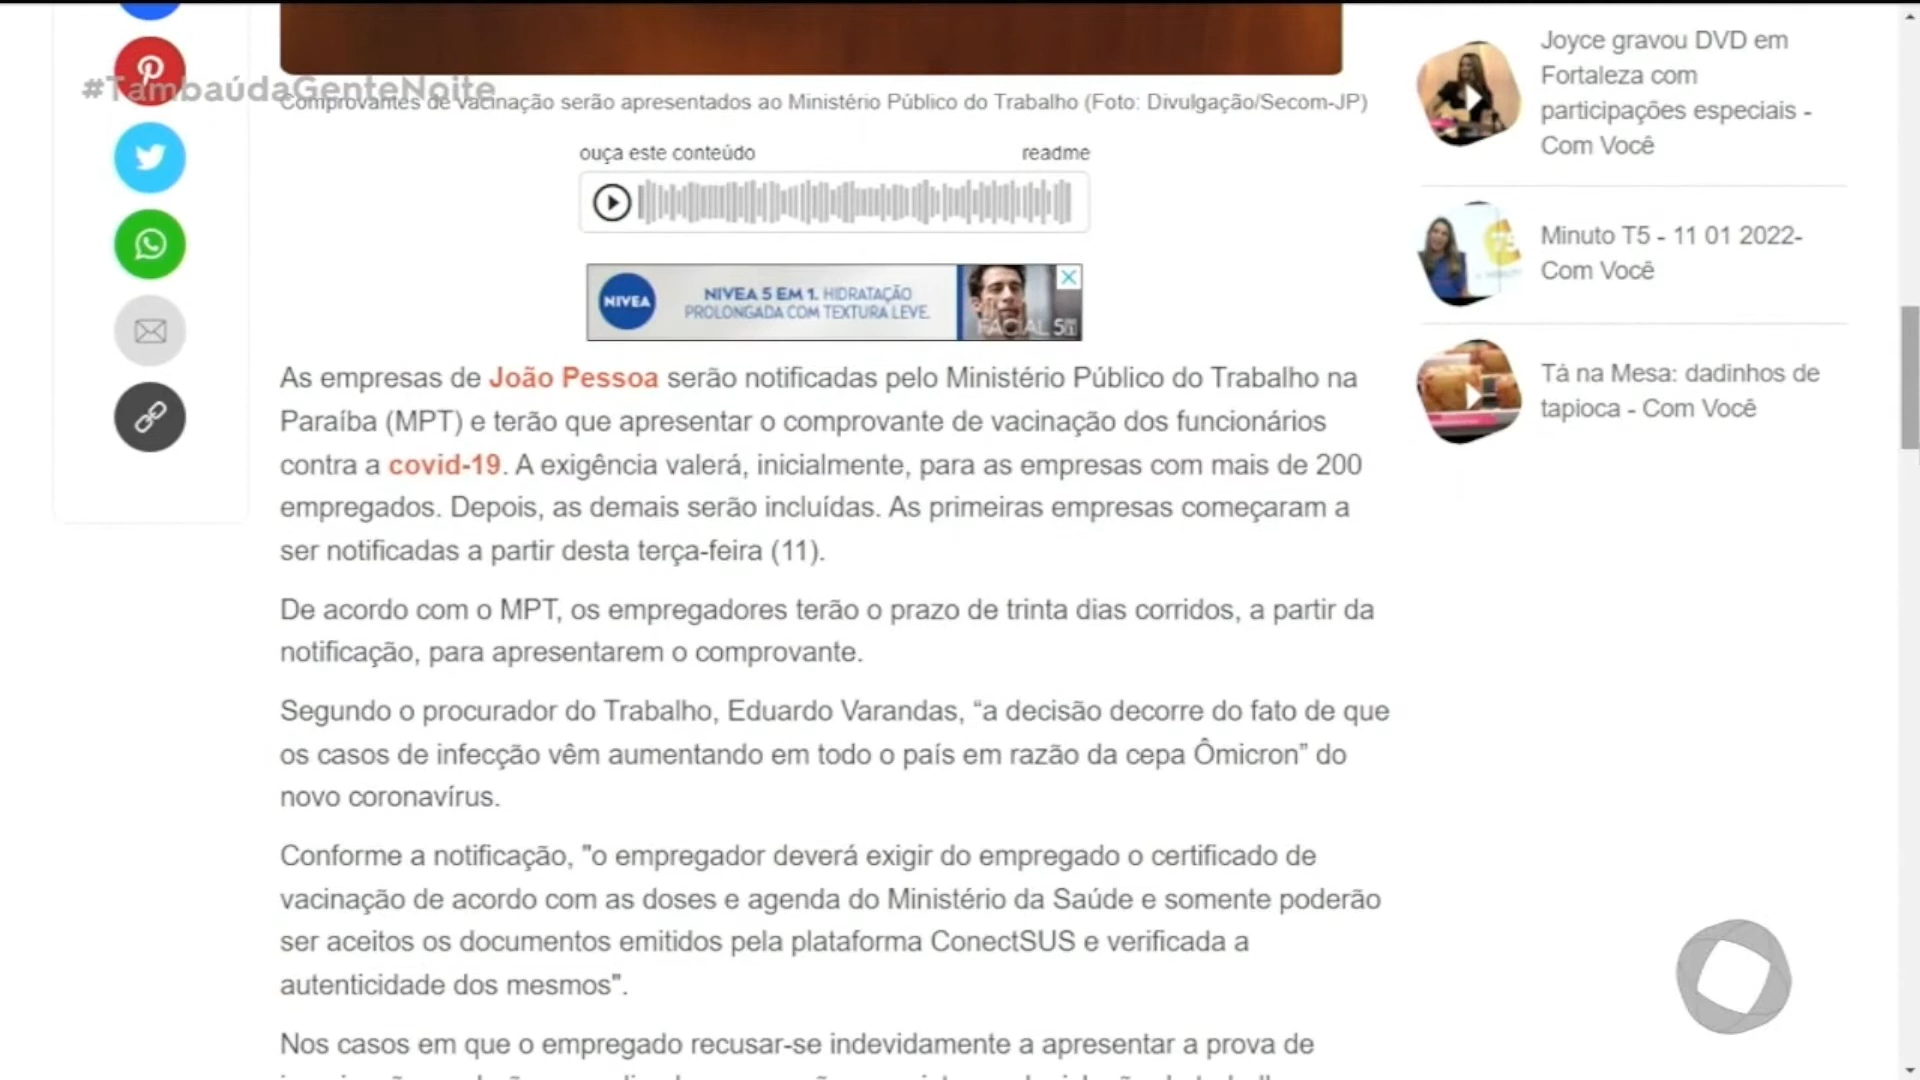 #TambaúdaGenteNoite
Comprovantes de vacinação serão apresentados ao Ministério Público do Trabalho (Foto: Divulgação/Secom-JP)
ouça este conteúdo
readme
NIVEA
NIVEA 5 EM 1. HIDRATAÇÃO
PROLONGADA COM TEXTURA LEVE.
FACIAL 5
As empresas de João Pessoa serão notificadas pelo Ministério Público do Trabalho na
Paraíba (MPT) e terão que apresentar o comprovante de vacinação dos funcionários
contra a covid-19. A exigência valerá, inicialmente, para as empresas com mais de 200
empregados. Depois, as demais serão incluídas. As primeiras empresas começaram a
ser notificadas a partir desta terça-feira (11).
De acordo com o MPT, os empregadores terão o prazo de trinta dias corridos, a partir da
notificação, para apresentarem o comprovante.
Segundo o procurador do Trabalho, Eduardo Varandas, “a decisão decorre do fato de que
os casos de infecção vêm aumentando em todo o país em razão da cepa Ômicron” do
novo coronavírus.
Conforme a notificação, "o empregador deverá exigir do empregado o certificado de
vacinação de acordo com as doses e agenda do Ministério da Saúde e somente poderão
ser aceitos os documentos emitidos pela plataforma ConectSUS e verificada a
autenticidade dos mesmos".
Nos casos em que o empregado recusar-se indevidamente a apresentar a prova de
Joyce gravou DVD em
Fortaleza com
participações especiais -
Com Você
Minuto T5 - 11 01 2022-
Com Você
Tá na Mesa: dadinhos de
tapioca - Com Você